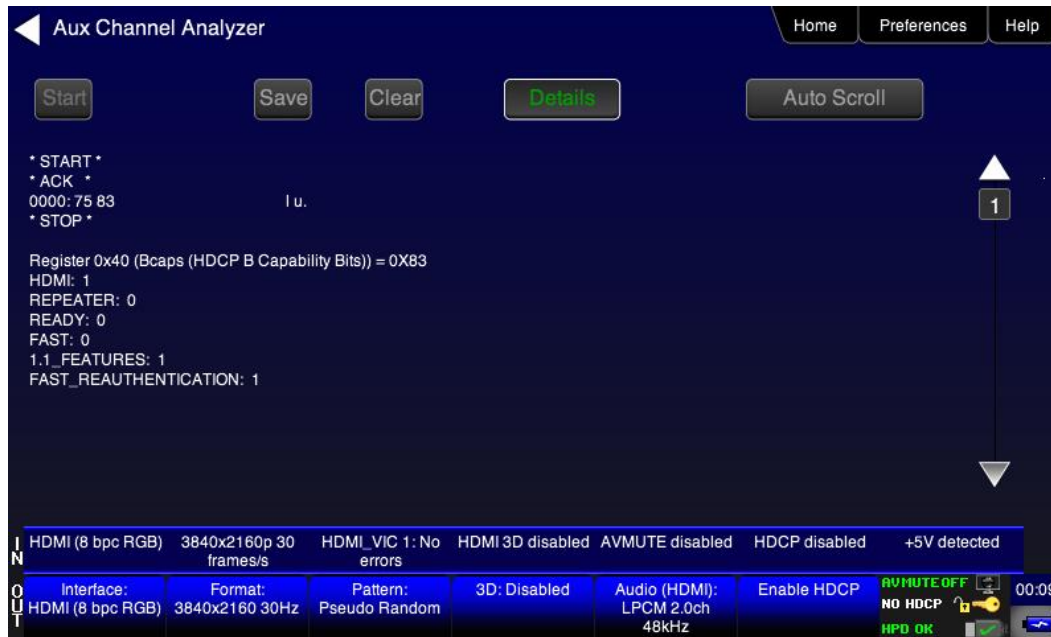 Aux Channel Analyzer
Home
Preferences
Help
Start
Save
Clear
Details
Auto Scroll
* START *
* ACK *
0000: 75 83 l u.
* STOP *
Register 0x40 (Bcaps (HDCP B Capability Bits)) = 0X83
HDMI: 1
REPEATER: 0
READY: 0
FAST: 0
1.1_FEATURES: 1
FAST_REAUTHENTICATION: 1
1
IN
HDMI (8 bpc RGB)
3840x2160p 30
frames/s
HDMI_VIC 1: No
errors
HDMI 3D disabled
AVMUTE disabled
HDCP disabled
+5V detected
OUT
Interface:
HDMI (8 bpc RGB)
Format:
3840x2160 30Hz
Pattern:
Pseudo Random
3D: Disabled
Audio (HDMI):
LPCM 2.0ch
48kHz
Enable HDCP
AVMUTE OFF
NO HDCP
HPD OK
00:09